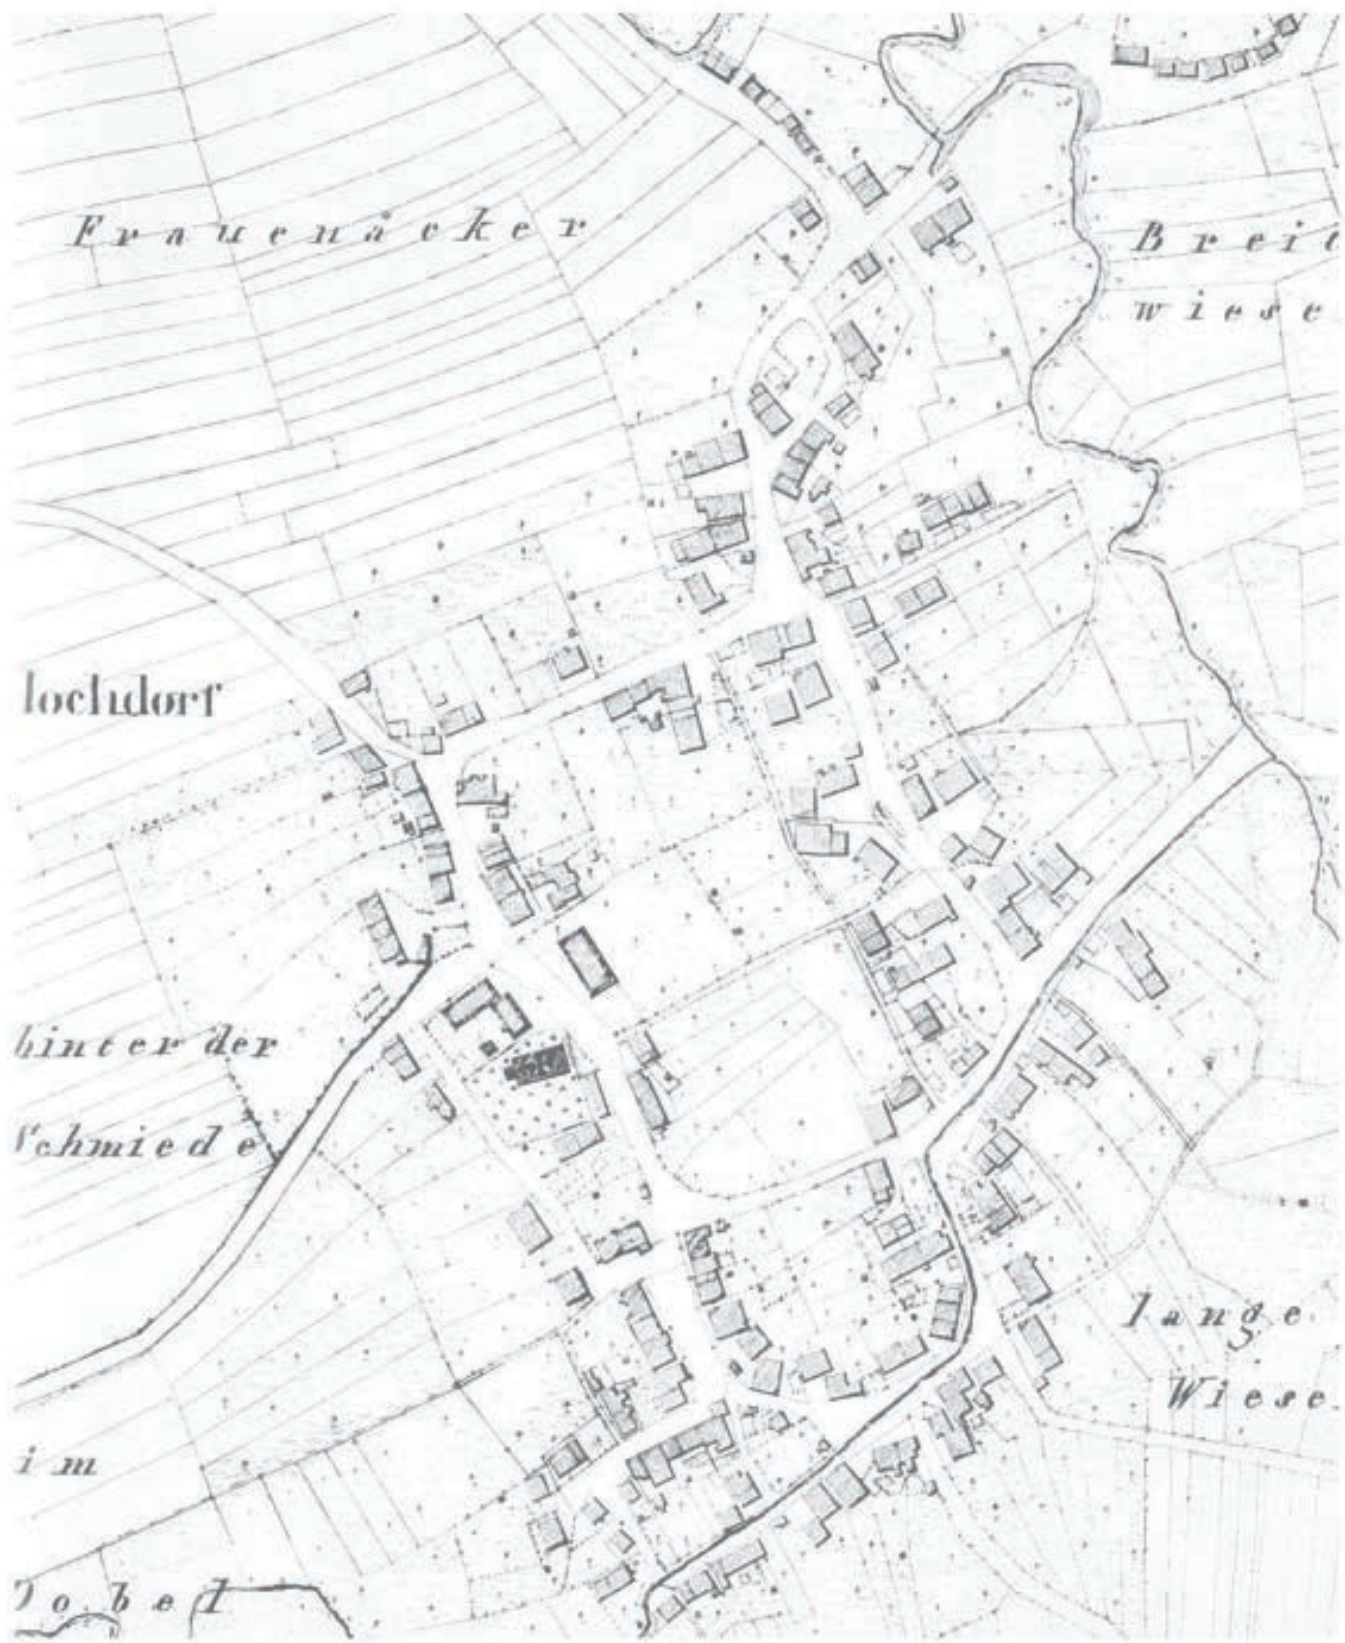 Frauenäcker
Breit
wiese
lochdorf
hinter der
Schmiede
lange
Wiese.
im
Dobel